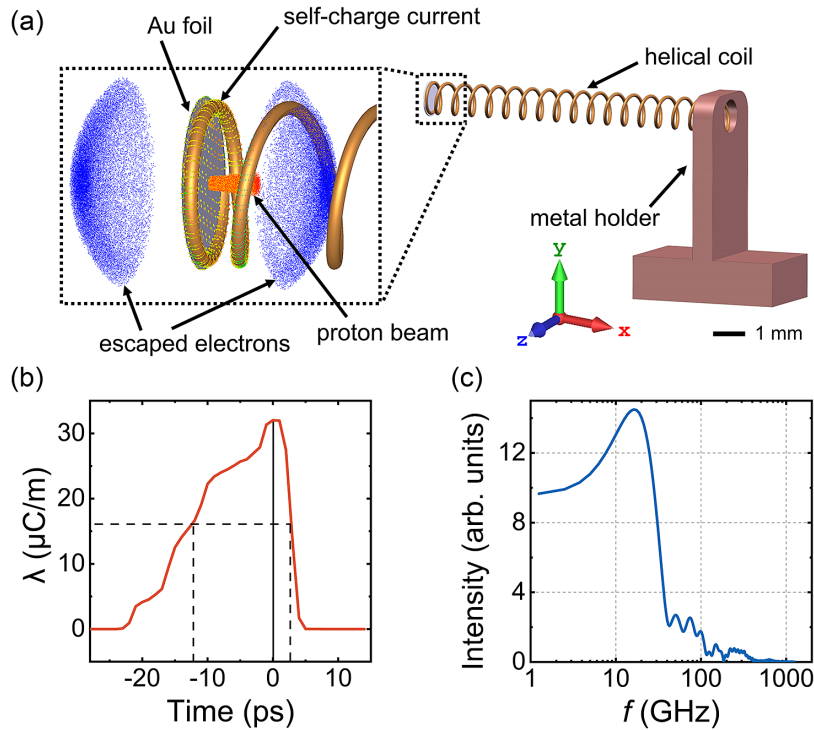 (a)
self-charge current
Au foil
helical coil
metal holder
proton beam
escaped electrons
y
z
x
1 mm
(b)
λ (μC/m)
30
20
10
0
-20
-10
0
10
Time (ps)
(c)
Intensity (arb. units)
12
8
4
0
1
10
100
1000
f (GHz)